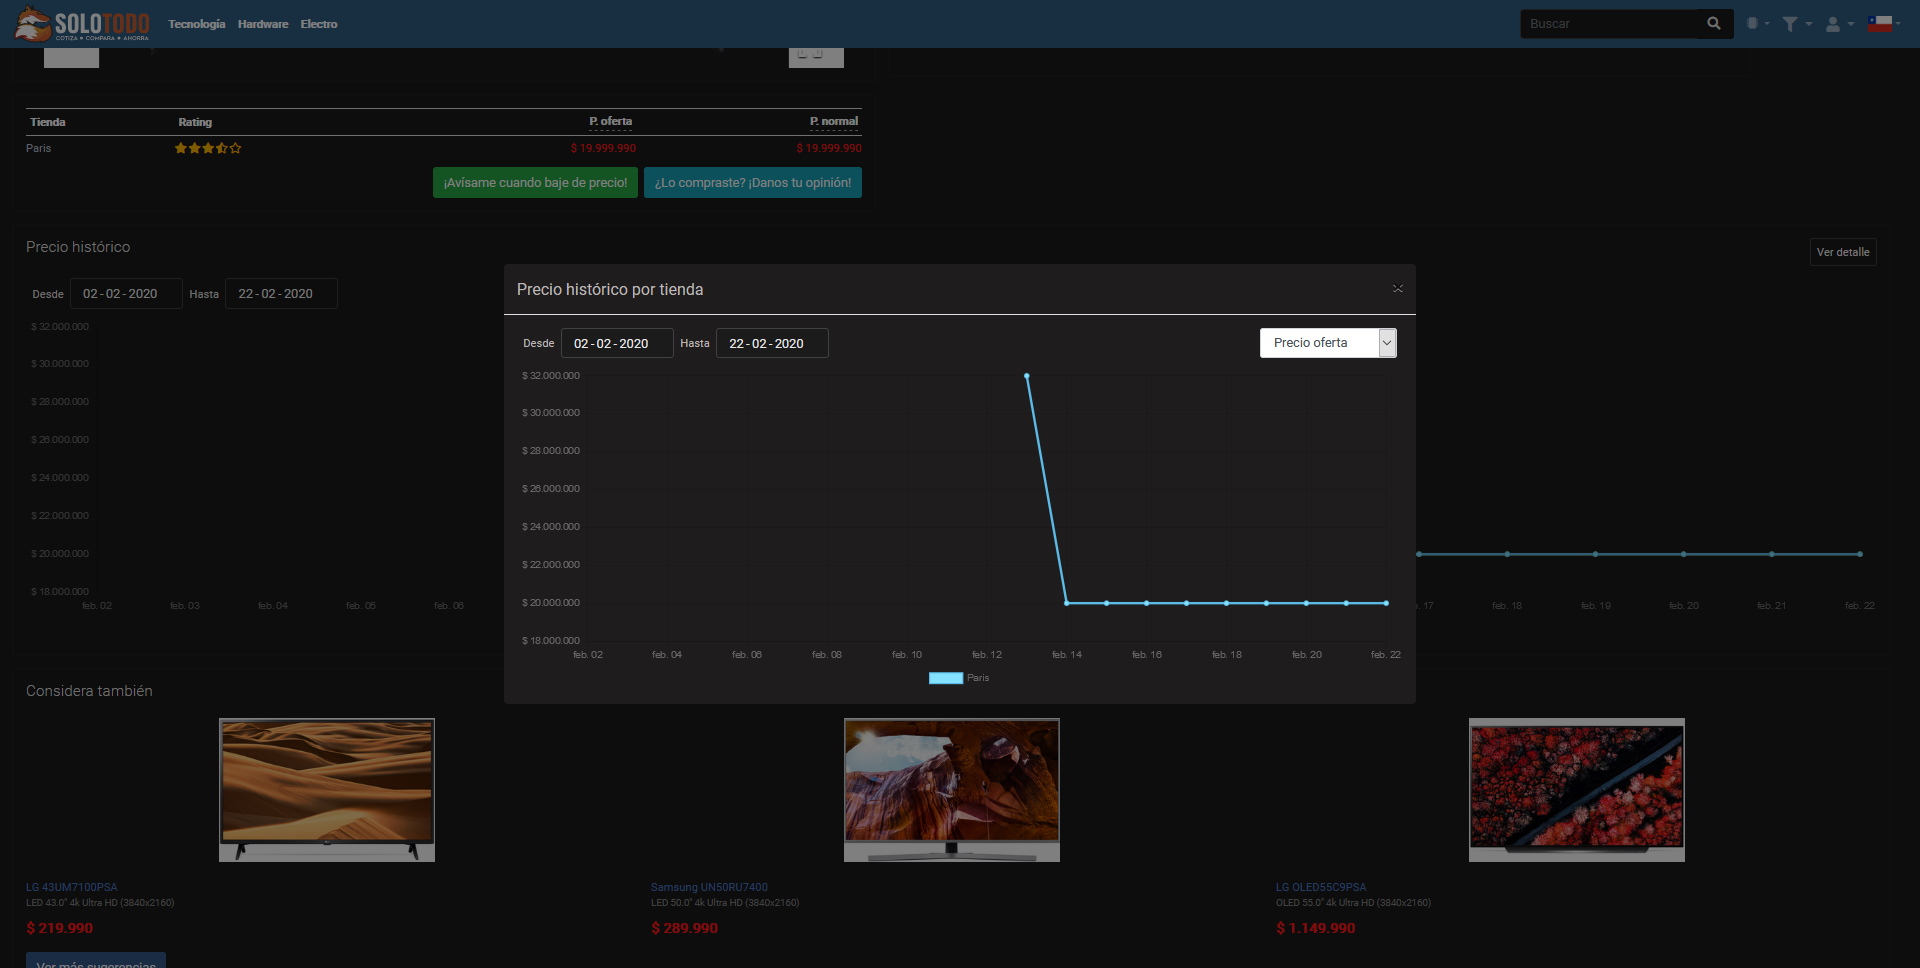 SOLOTODO
COTIZA • COMPARA • AHORRA
Tecnología Hardware Electro
Buscar
Tienda Rating P. oferta P. normal
Paris $ 19.999.990 $ 19.999.990
¡Avísame cuando baje de precio! ¿Lo compraste? ¡Danos tu opinión!
Precio histórico
Ver detalle
Desde 02-02-2020 Hasta 22-02-2020
$ 32.000.000
$ 30.000.000
$ 28.000.000
$ 26.000.000
$ 24.000.000
$ 22.000.000
$ 20.000.000
$ 18.000.000
feb. 02 feb. 03 feb. 04 feb. 05 feb. 06
. 17 feb. 18 feb. 19 feb. 20 feb. 21 feb. 22
Precio histórico por tienda ×
Desde 02-02-2020 Hasta 22-02-2020 Precio oferta
$ 32.000.000
$ 30.000.000
$ 28.000.000
$ 26.000.000
$ 24.000.000
$ 22.000.000
$ 20.000.000
$ 18.000.000
feb. 02 feb. 04 feb. 06 feb. 08 feb. 10 feb. 12 feb. 14 feb. 16 feb. 18 feb. 20 feb. 22
Paris
Considera también
LG 43UM7100PSA
LED 43.0" 4k Ultra HD (3840x2160)
$ 219.990
Samsung UN50RU7400
LED 50.0" 4k Ultra HD (3840x2160)
$ 289.990
LG OLED55C9PSA
OLED 55.0" 4k Ultra HD (3840x2160)
$ 1.149.990
Ver más sugerencias